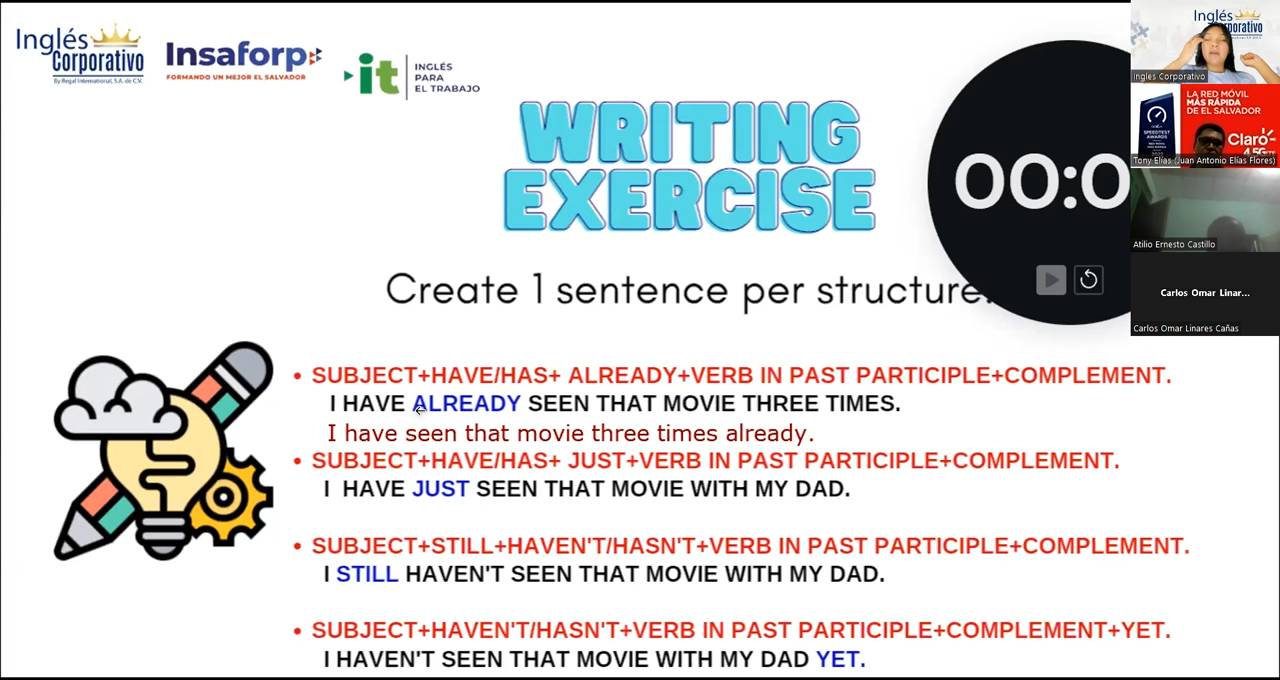 Inglés
Corporativo
By Regal International, S.A. de C.V.
Insaforp
FORMANDO UN MEJOR EL SALVADOR
it
INGLÉS
PARA
EL TRABAJO
WRITING
EXERCISE
00:0
Create 1 sentence per structure.
• SUBJECT+HAVE/HAS+ ALREADY+VERB IN PAST PARTICIPLE+COMPLEMENT.
I HAVE ALREADY SEEN THAT MOVIE THREE TIMES.
I have seen that movie three times already.
• SUBJECT+HAVE/HAS+ JUST+VERB IN PAST PARTICIPLE+COMPLEMENT.
I HAVE JUST SEEN THAT MOVIE WITH MY DAD.
• SUBJECT+STILL+HAVEN'T/HASN'T+VERB IN PAST PARTICIPLE+COMPLEMENT.
I STILL HAVEN'T SEEN THAT MOVIE WITH MY DAD.
• SUBJECT+HAVEN'T/HASN'T+VERB IN PAST PARTICIPLE+COMPLEMENT+YET.
I HAVEN'T SEEN THAT MOVIE WITH MY DAD YET.
Inglés
Corporativo
Ingles Corporativo
LA RED MÓVIL
MÁS RÁPIDA
DE EL SALVADOR
SPEEDTEST
AWARDS
Claro
4.5G
Tony Elías (Juan Antonio Elías Flores)
Atilio Ernesto Castillo
Carlos Omar Linar...
Carlos Omar Linares Cañas